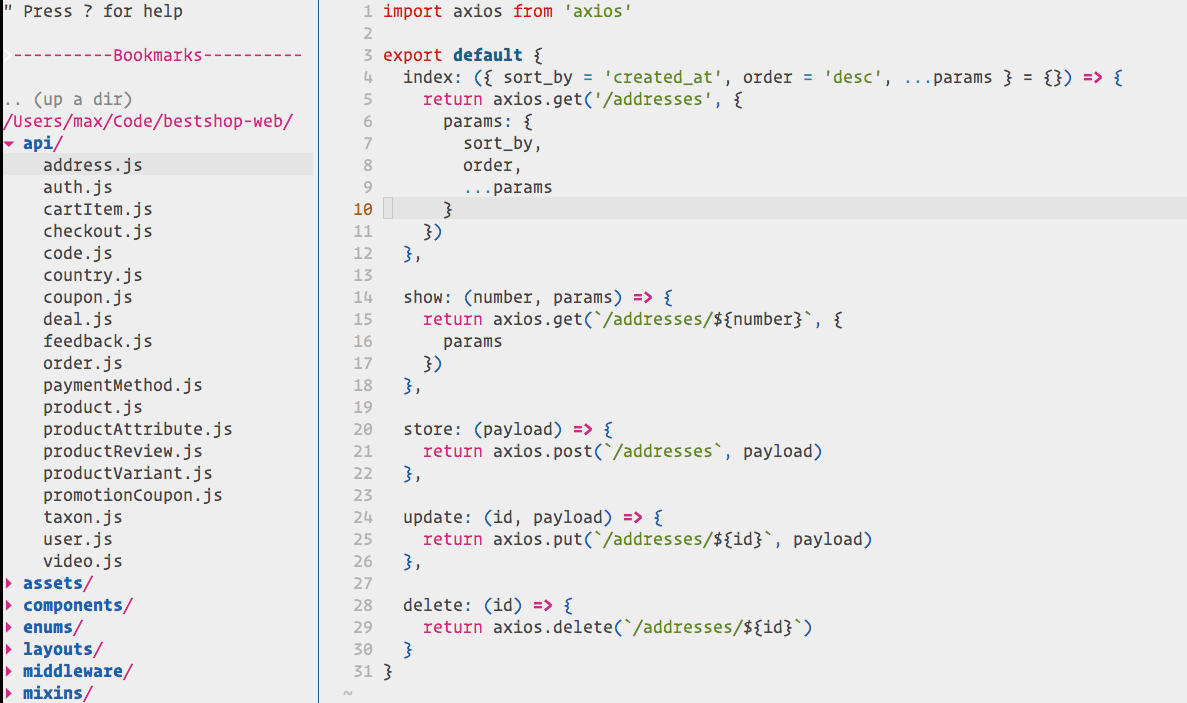 " Press ? for help
>----------Bookmarks----------
.. (up a dir)
/Users/max/Code/bestshop-web/
▾ api/
    address.js
    auth.js
    cartItem.js
    checkout.js
    code.js
    country.js
    coupon.js
    deal.js
    feedback.js
    order.js
    paymentMethod.js
    product.js
    productAttribute.js
    productReview.js
    productVariant.js
    promotionCoupon.js
    taxon.js
    user.js
    video.js
▸ assets/
▸ components/
▸ enums/
▸ layouts/
▸ middleware/
▸ mixins/
1 import axios from 'axios'
2
3 export default {
4   index: ({ sort_by = 'created_at', order = 'desc', ...params } = {}) => {
5     return axios.get('/addresses', {
6       params: {
7         sort_by,
8         order,
9         ...params
10       }
11     })
12   },
13
14   show: (number, params) => {
15     return axios.get(`/addresses/${number}`, {
16       params
17     })
18   },
19
20   store: (payload) => {
21     return axios.post(`/addresses`, payload)
22   },
23
24   update: (id, payload) => {
25     return axios.put(`/addresses/${id}`, payload)
26   },
27
28   delete: (id) => {
29     return axios.delete(`/addresses/${id}`)
30   }
31 }
~